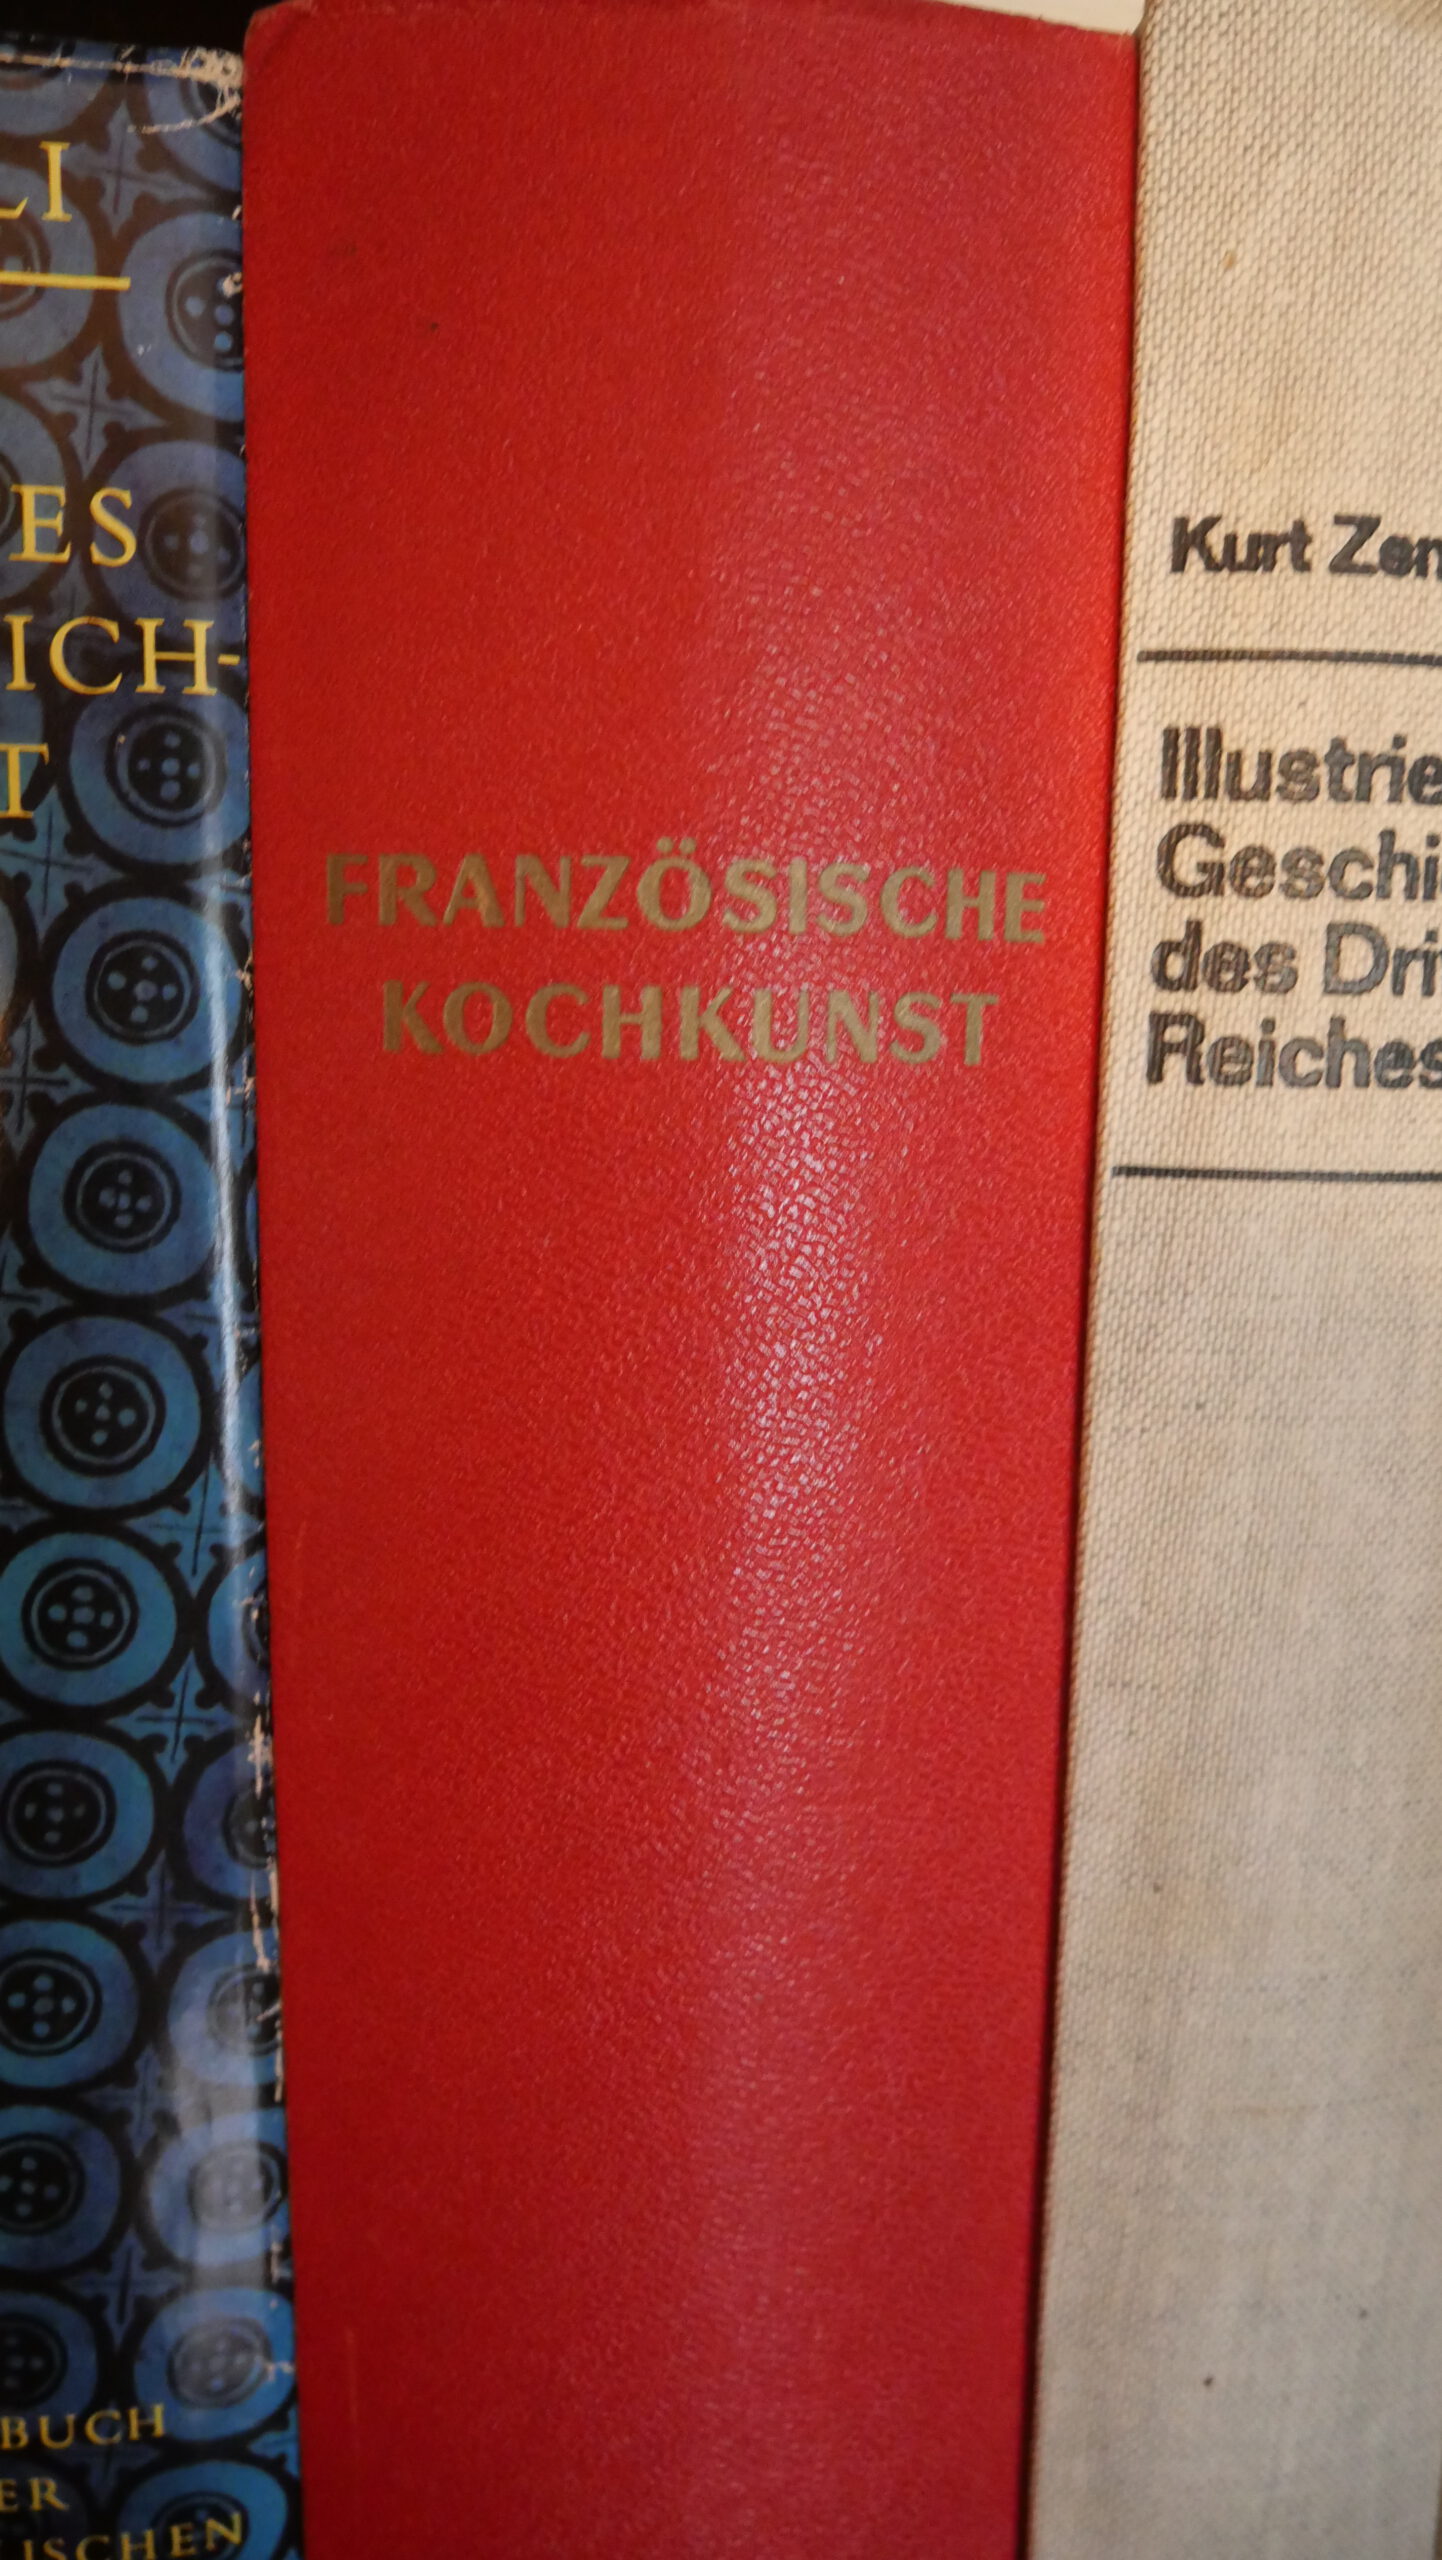 LI
ES
ICH-
T
BUCH
ER
ISCHEN
FRANZÖSISCHE
KOCHKUNST
Kurt Zen
Illustrie
Geschi
des Dri
Reiches